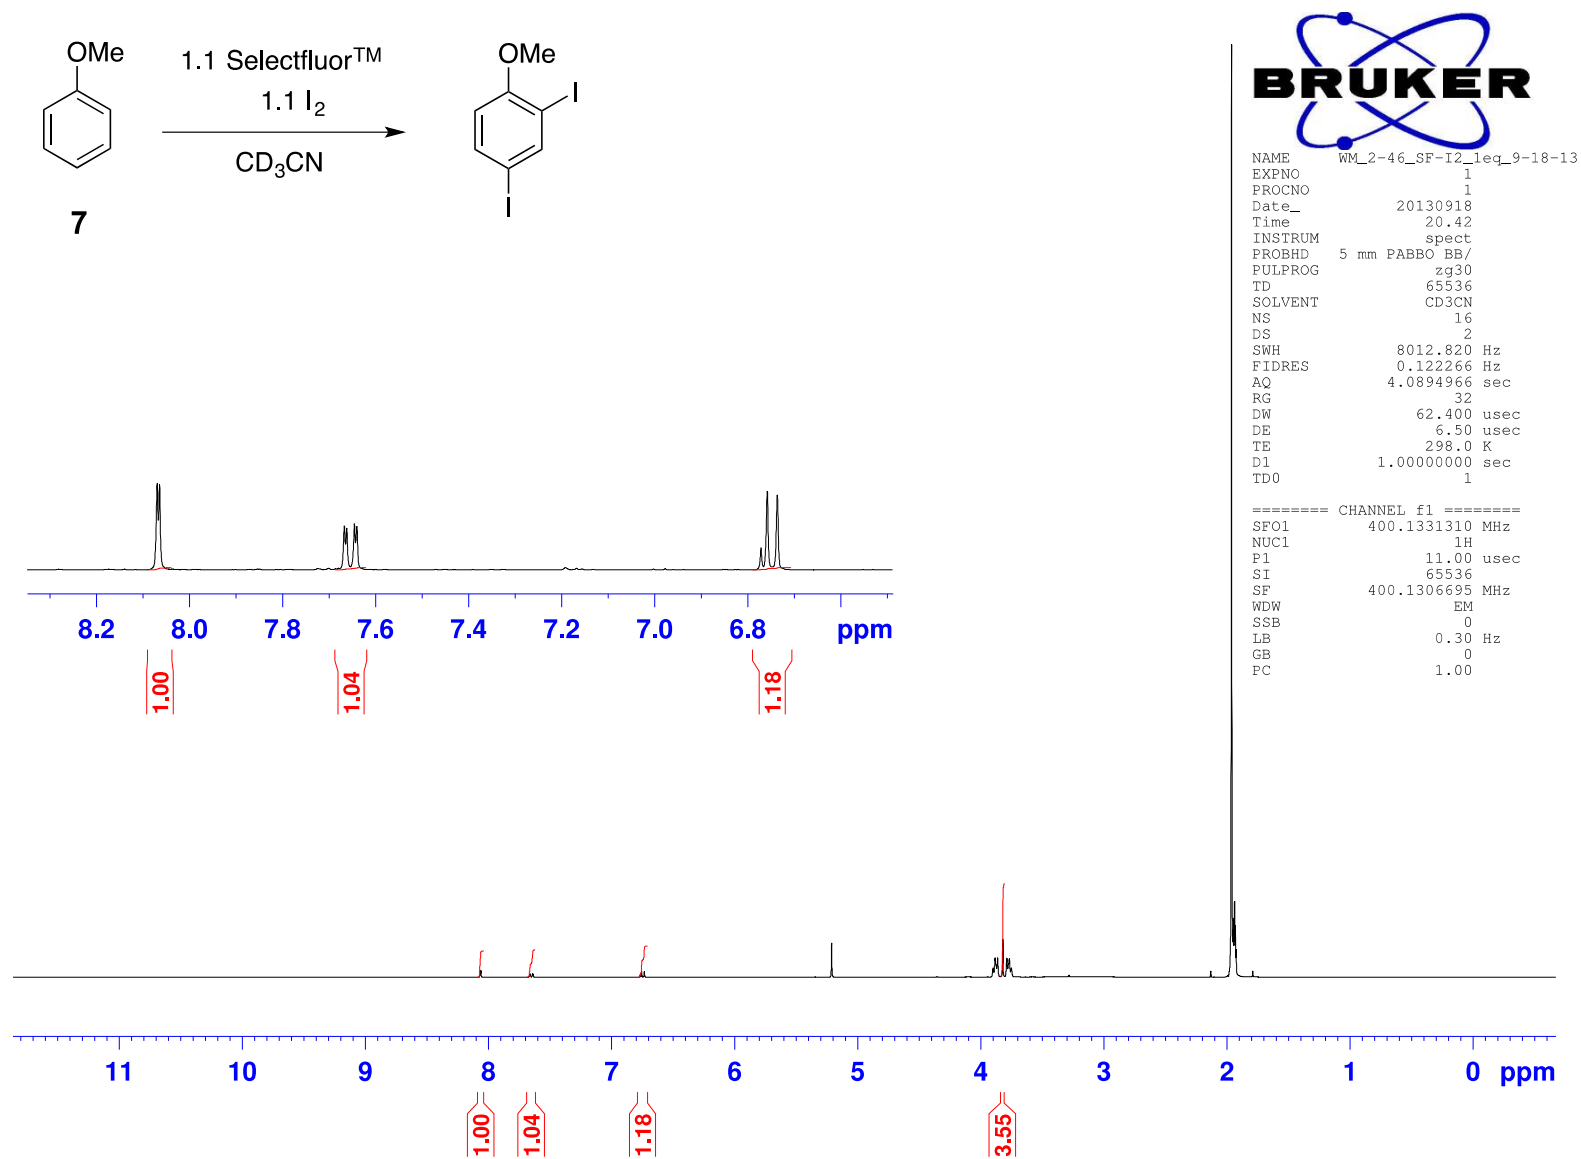 OMe
1.1 Selectfluor™
1.1 I₂
CD₃CN
7
OMe
I
I
BRUKER
NAME WM_2-46_SF-I2_1eq_9-18-13
EXPNO 1
PROCNO 1
Date_ 20130918
Time 20.42
INSTRUM spect
PROBHD 5 mm PABBO BB/
PULPROG zg30
TD 65536
SOLVENT CD3CN
NS 16
DS 2
SWH 8012.820 Hz
FIDRES 0.122266 Hz
AQ 4.0894966 sec
RG 32
DW 62.400 usec
DE 6.50 usec
TE 298.0 K
D1 1.00000000 sec
TD0 1
======== CHANNEL f1 ========
SFO1 400.1331310 MHz
NUC1 1H
P1 11.00 usec
SI 65536
SF 400.1306695 MHz
WDW EM
SSB 0
LB 0.30 Hz
GB 0
PC 1.00
8.2 8.0 7.8 7.6 7.4 7.2 7.0 6.8 ppm
1.00 1.04 1.18
11 10 9 8 7 6 5 4 3 2 1 0 ppm
1.00 1.04 1.18 3.55